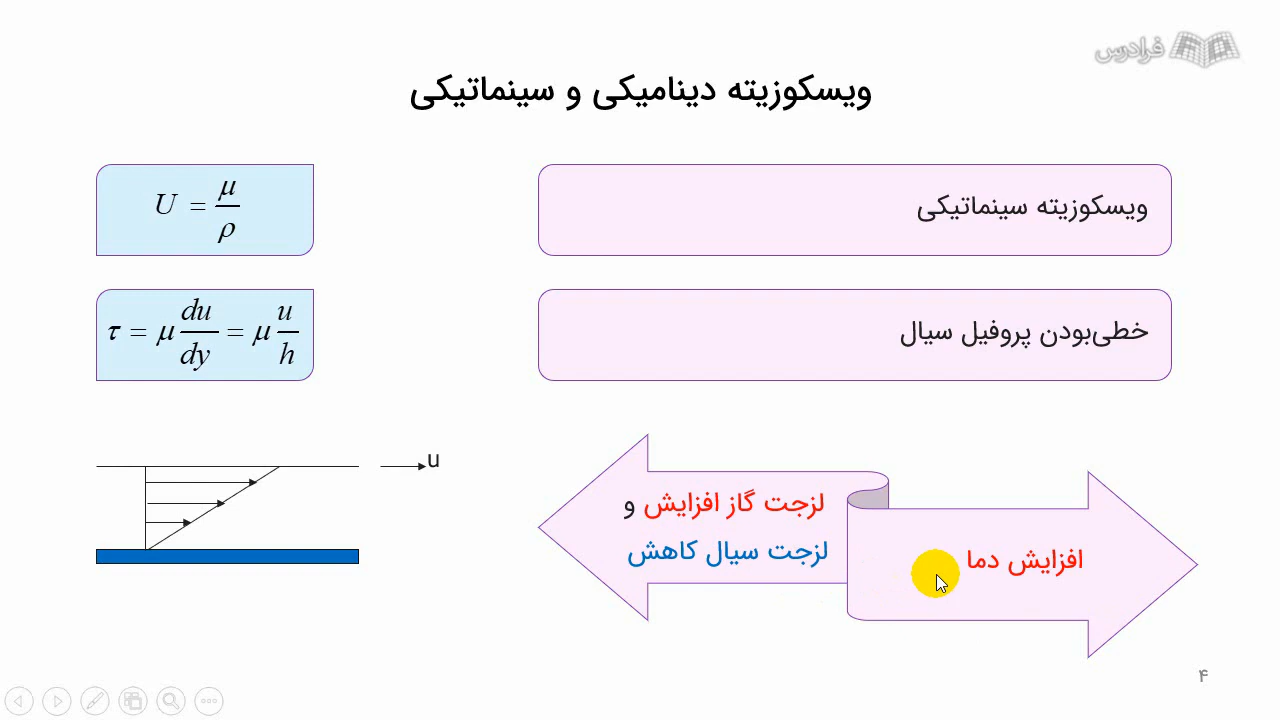 فرادرس
ویسکوزیته دینامیکی و سینماتیکی
ویسکوزیته سینماتیکی
U = μ/ρ
خطی‌بودن پروفیل سیال
τ = μ du/dy = μ u/h
u
لزجت گاز افزایش و
لزجت سیال کاهش
افزایش دما
۴